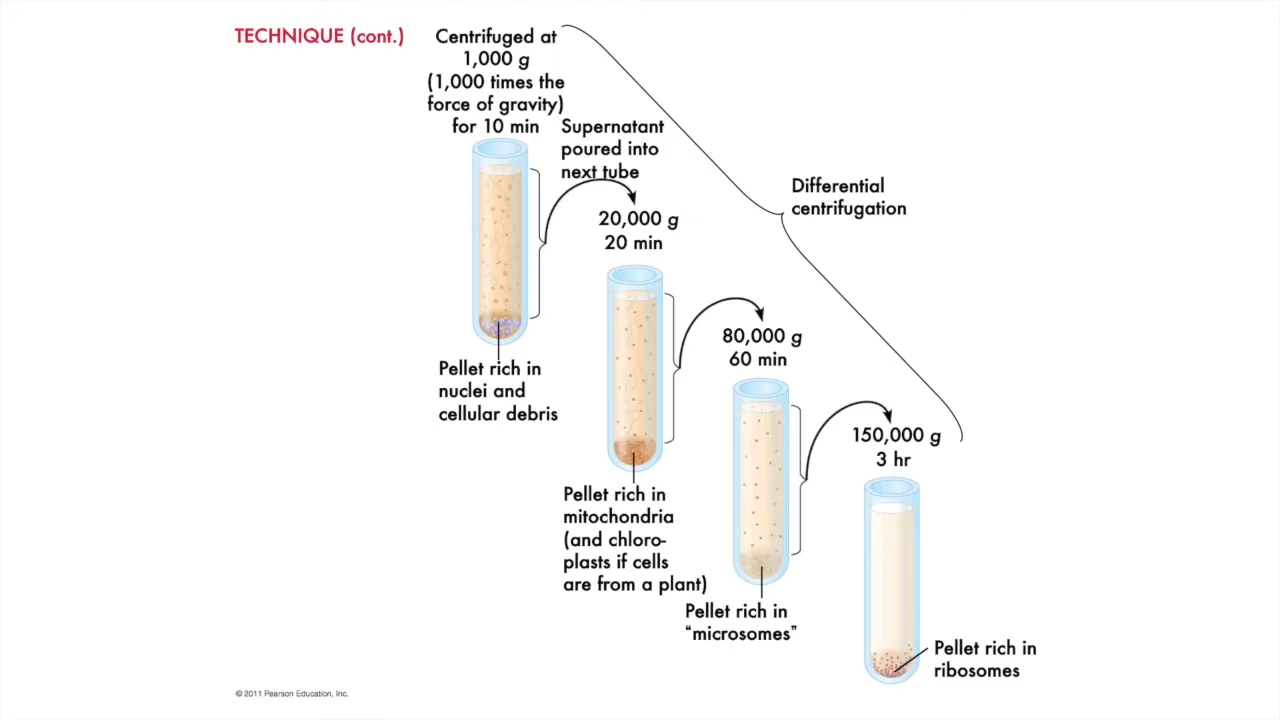 TECHNIQUE (cont.)
Centrifuged at
1,000 g
(1,000 times the
force of gravity)
for 10 min
Supernatant
poured into
next tube
Differential
centrifugation
20,000 g
20 min
80,000 g
60 min
Pellet rich in
nuclei and
cellular debris
150,000 g
3 hr
Pellet rich in
mitochondria
(and chloro-
plasts if cells
are from a plant)
Pellet rich in
“microsomes”
Pellet rich in
ribosomes
© 2011 Pearson Education, Inc.